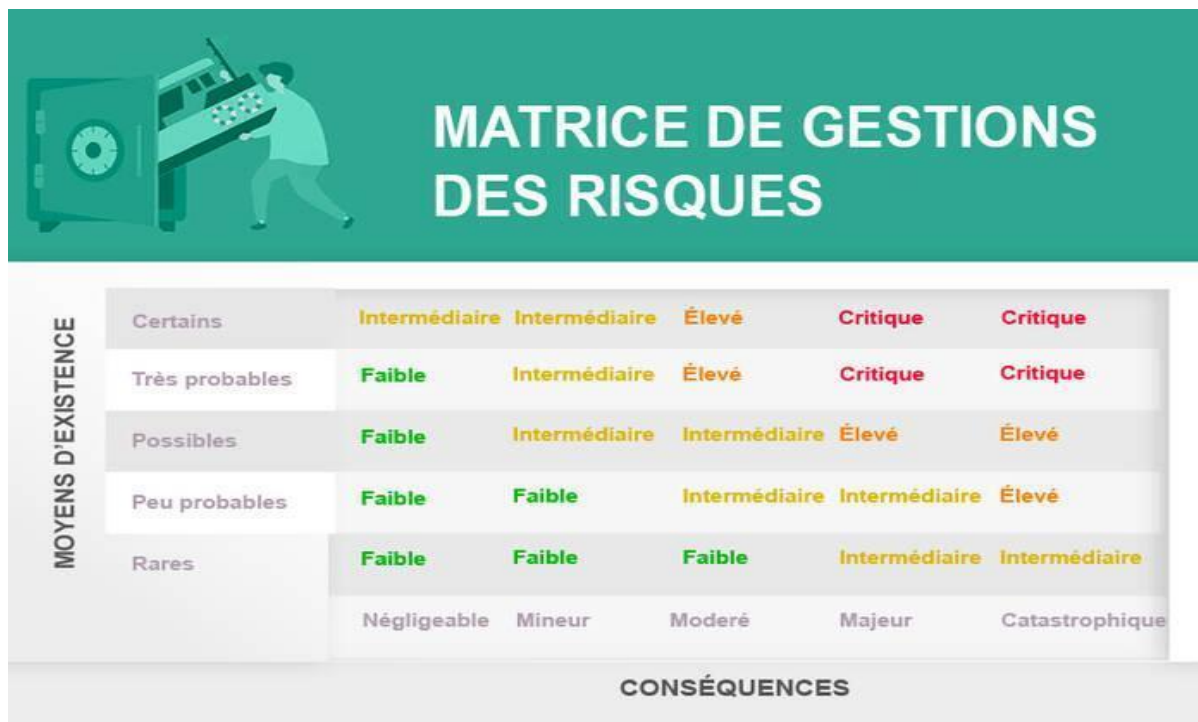 MATRICE DE GESTIONS
DES RISQUES
MOYENS D'EXISTENCE
Certains Intermédiaire Intermédiaire Élevé Critique Critique
Très probables Faible Intermédiaire Élevé Critique Critique
Possibles Faible Intermédiaire Intermédiaire Élevé Élevé
Peu probables Faible Faible Intermédiaire Intermédiaire Élevé
Rares Faible Faible Faible Intermédiaire Intermédiaire
Négligeable Mineur Moderé Majeur Catastrophique
CONSÉQUENCES